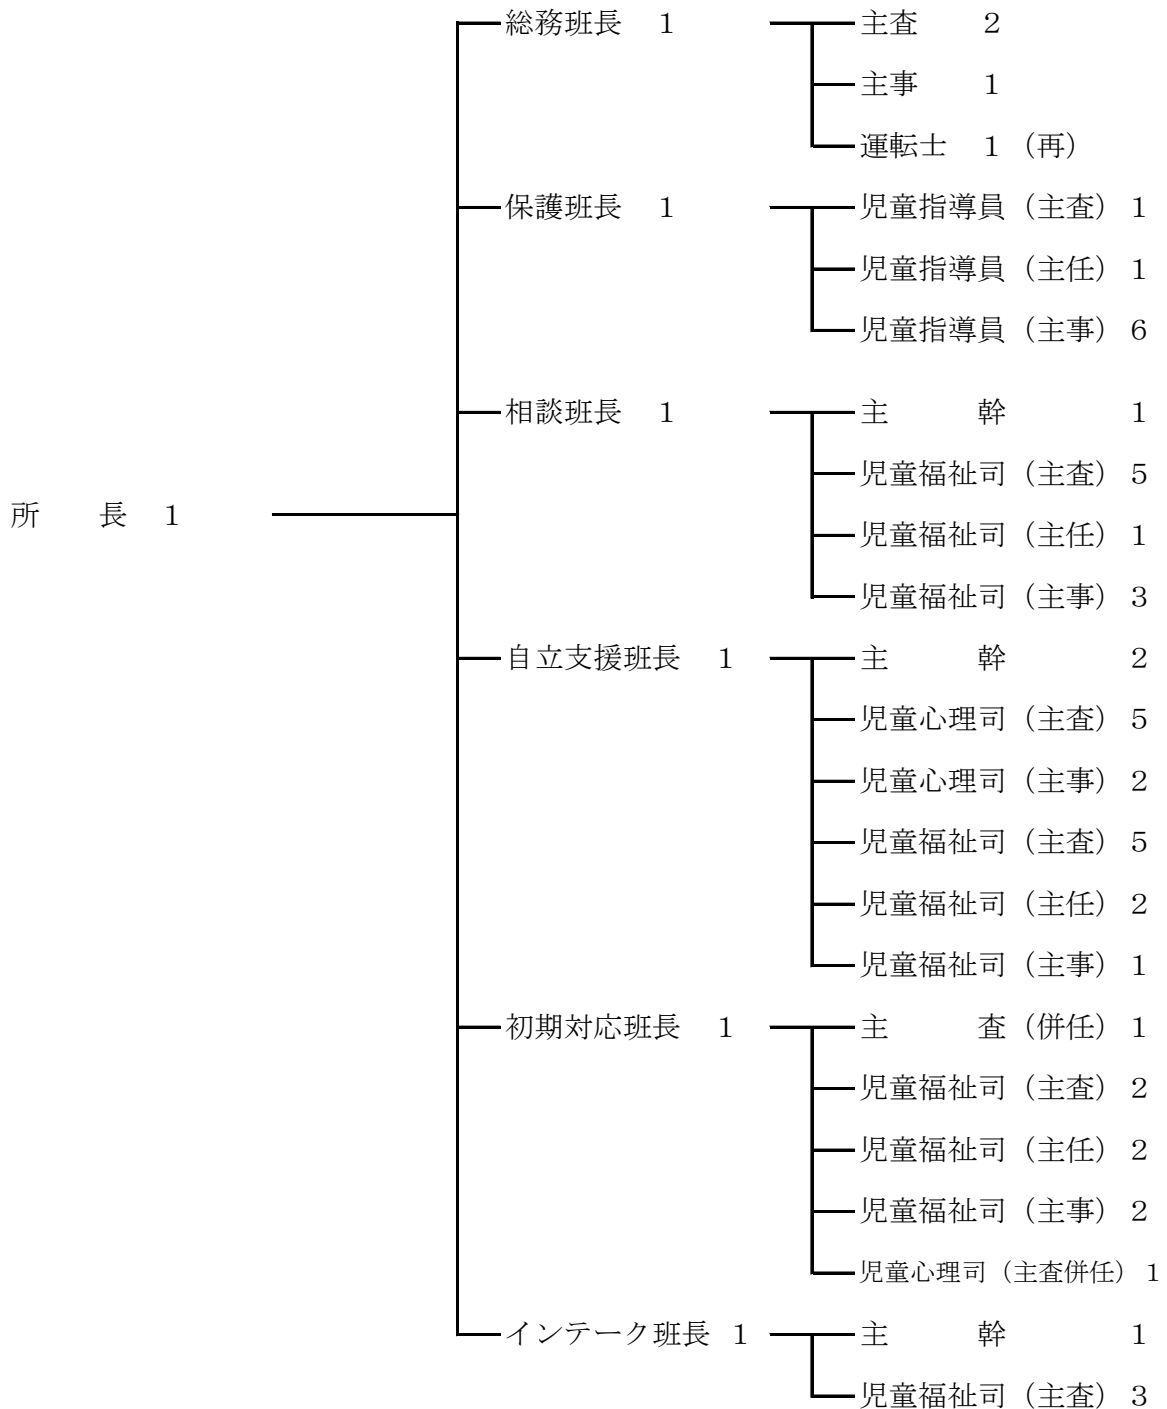 総務班長　１　主査　２
主事　１
運転士　１（再）
保護班長　１　児童指導員（主査）１
児童指導員（主任）１
児童指導員（主事）６
相談班長　１　主　幹　１
児童福祉司（主査）５
所　長　１
児童福祉司（主任）１
児童福祉司（主事）３
自立支援班長　１　主　幹　２
児童心理司（主査）５
児童心理司（主事）２
児童福祉司（主査）５
児童福祉司（主任）２
児童福祉司（主事）１
初期対応班長　１　主　査（併任）１
児童福祉司（主査）２
児童福祉司（主任）２
児童福祉司（主事）２
児童心理司（主査併任）１
インテーク班長　１　主　幹　１
児童福祉司（主査）３